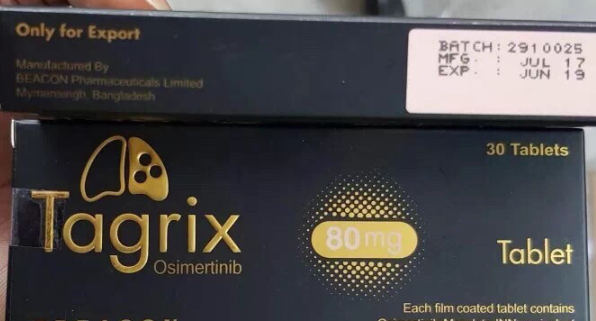 Only for Export
Manufactured By
BEACON Pharmaceuticals Limited
Mymensingh, Bangladesh
BATCH: 2910025
MFG. : JUL 17
EXP. : JUN 19
30 Tablets
Tagrix
Osimertinib
80mg
Tablet
Each film coated tablet contains